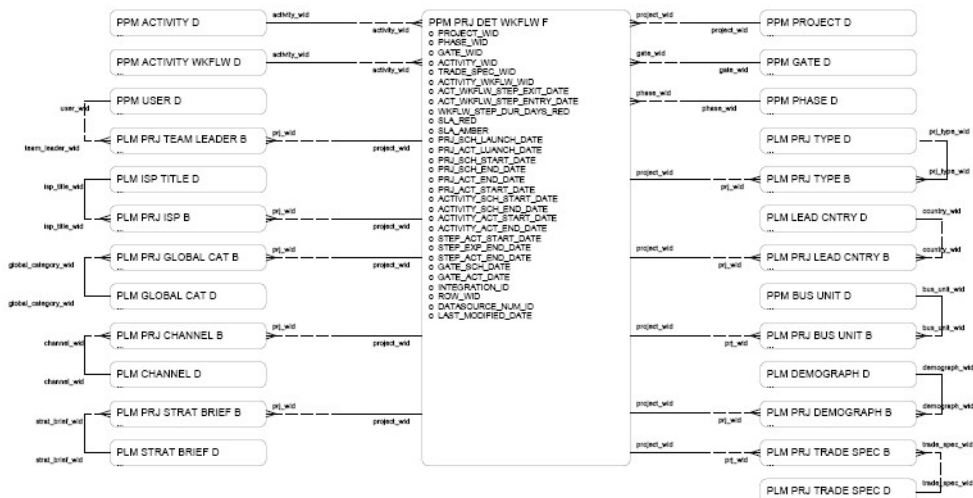 PPM ACTIVITY D
...
activity_wid
activity_wid
PPM ACTIVITY WKFLW D
...
activity_wid
activity_wid
PPM USER D
...
user_wid
PLM PRJ TEAM LEADER B
...
team_leader_wid
prj_wid
project_wid
PLM ISP TITLE D
...
isp_title_wid
PLM PRJ ISP B
...
isp_title_wid
prj_wid
project_wid
PLM PRJ GLOBAL CAT B
...
global_category_wid
prj_wid
project_wid
PLM GLOBAL CAT D
...
global_category_wid
PLM PRJ CHANNEL B
...
channel_wid
prj_wid
project_wid
PLM CHANNEL D
...
channel_wid
PLM PRJ STRAT BRIEF B
...
strat_brief_wid
prj_wid
project_wid
PLM STRAT BRIEF D
...
strat_brief_wid
PPM PRJ DET WKFLW F
o PROJECT_WID
o PHASE_WID
o GATE_WID
o ACTIVITY_WID
o TRADE_SPEC_WID
o ACTIVITY_WKFLW_WID
o ACT_WKFLW_STEP_EXIT_DATE
o ACT_WKFLW_STEP_ENTRY_DATE
o WKFLW_STEP_DUR_DAYS_RED
o SLA_RED
o SLA_AMBER
o PRJ_SCH_LAUNCH_DATE
o PRJ_ACT_LUANCH_DATE
o PRJ_SCH_START_DATE
o PRJ_SCH_END_DATE
o PRJ_ACT_END_DATE
o PRJ_ACT_START_DATE
o ACTIVITY_SCH_START_DATE
o ACTIVITY_SCH_END_DATE
o ACTIVITY_ACT_START_DATE
o ACTIVITY_ACT_END_DATE
o STEP_ACT_START_DATE
o STEP_EXP_END_DATE
o STEP_ACT_END_DATE
o GATE_SCH_DATE
o GATE_ACT_DATE
o INTEGRATION_ID
o ROW_WID
o DATASOURCE_NUM_ID
o LAST_MODIFIED_DATE
project_wid
project_wid
PPM PROJECT D
...
gate_wid
gate_wid
PPM GATE D
...
phase_wid
phase_wid
PPM PHASE D
...
PLM PRJ TYPE D
...
prj_type_wid
project_wid
prj_wid
PLM PRJ TYPE B
...
prj_type_wid
PLM LEAD CNTRY D
...
country_wid
project_wid
prj_wid
PLM PRJ LEAD CNTRY B
...
country_wid
PPM BUS UNIT D
...
bus_unit_wid
project_wid
prj_wid
PLM PRJ BUS UNIT B
...
bus_unit_wid
PLM DEMOGRAPH D
...
demograph_wid
project_wid
prj_wid
PLM PRJ DEMOGRAPH B
...
demograph_wid
project_wid
prj_wid
PLM PRJ TRADE SPEC B
...
trade_spec_wid
PLM PRJ TRADE SPEC D
trade_spec_wid